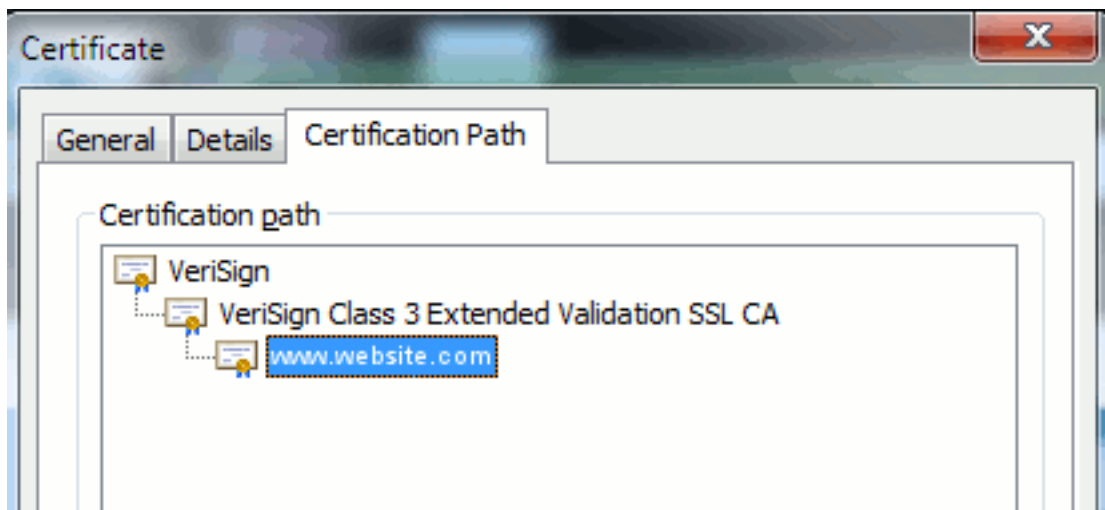 Certificate
x
General Details Certification Path
Certification path
VeriSign
VeriSign Class 3 Extended Validation SSL CA
www.website.com